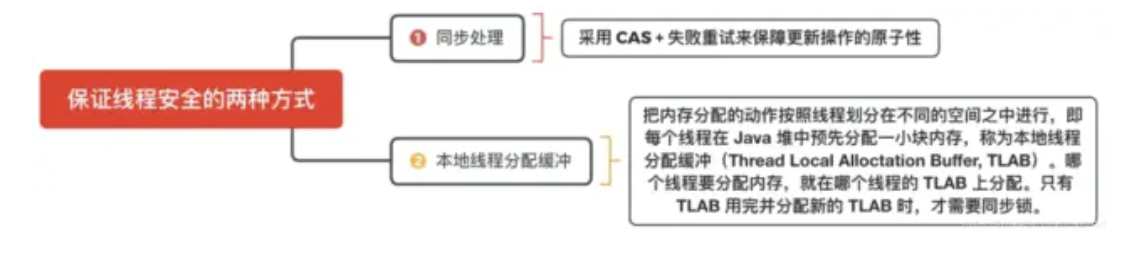 保证线程安全的两种方式
1 同步处理
采用 CAS + 失败重试来保障更新操作的原子性
2 本地线程分配缓冲
把内存分配的动作按照线程划分在不同的空间之中进行，即
每个线程在 Java 堆中预先分配一小块内存，称为本地线程
分配缓冲（Thread Local Alloctation Buffer, TLAB）。哪
个线程要分配内存，就在哪个线程的 TLAB 上分配。只有
TLAB 用完并分配新的 TLAB 时，才需要同步锁。